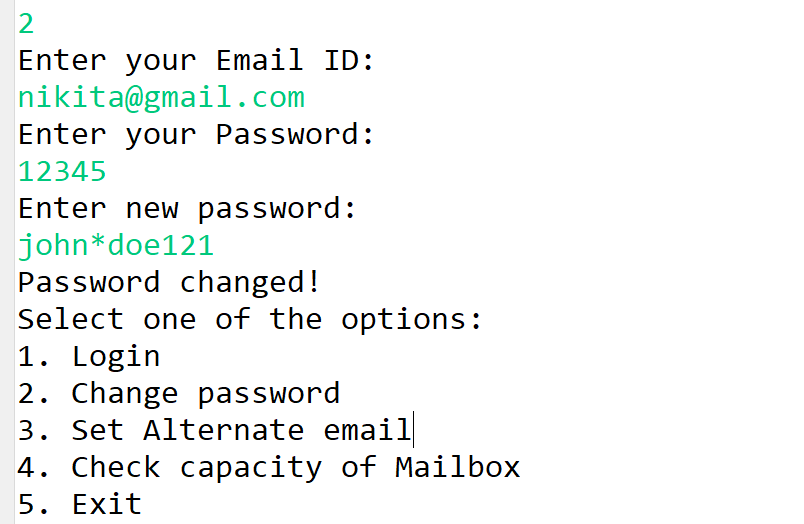 2
Enter your Email ID:
nikita@gmail.com
Enter your Password:
12345
Enter new password:
john*doe121
Password changed!
Select one of the options:
1. Login
2. Change password
3. Set Alternate email
4. Check capacity of Mailbox
5. Exit